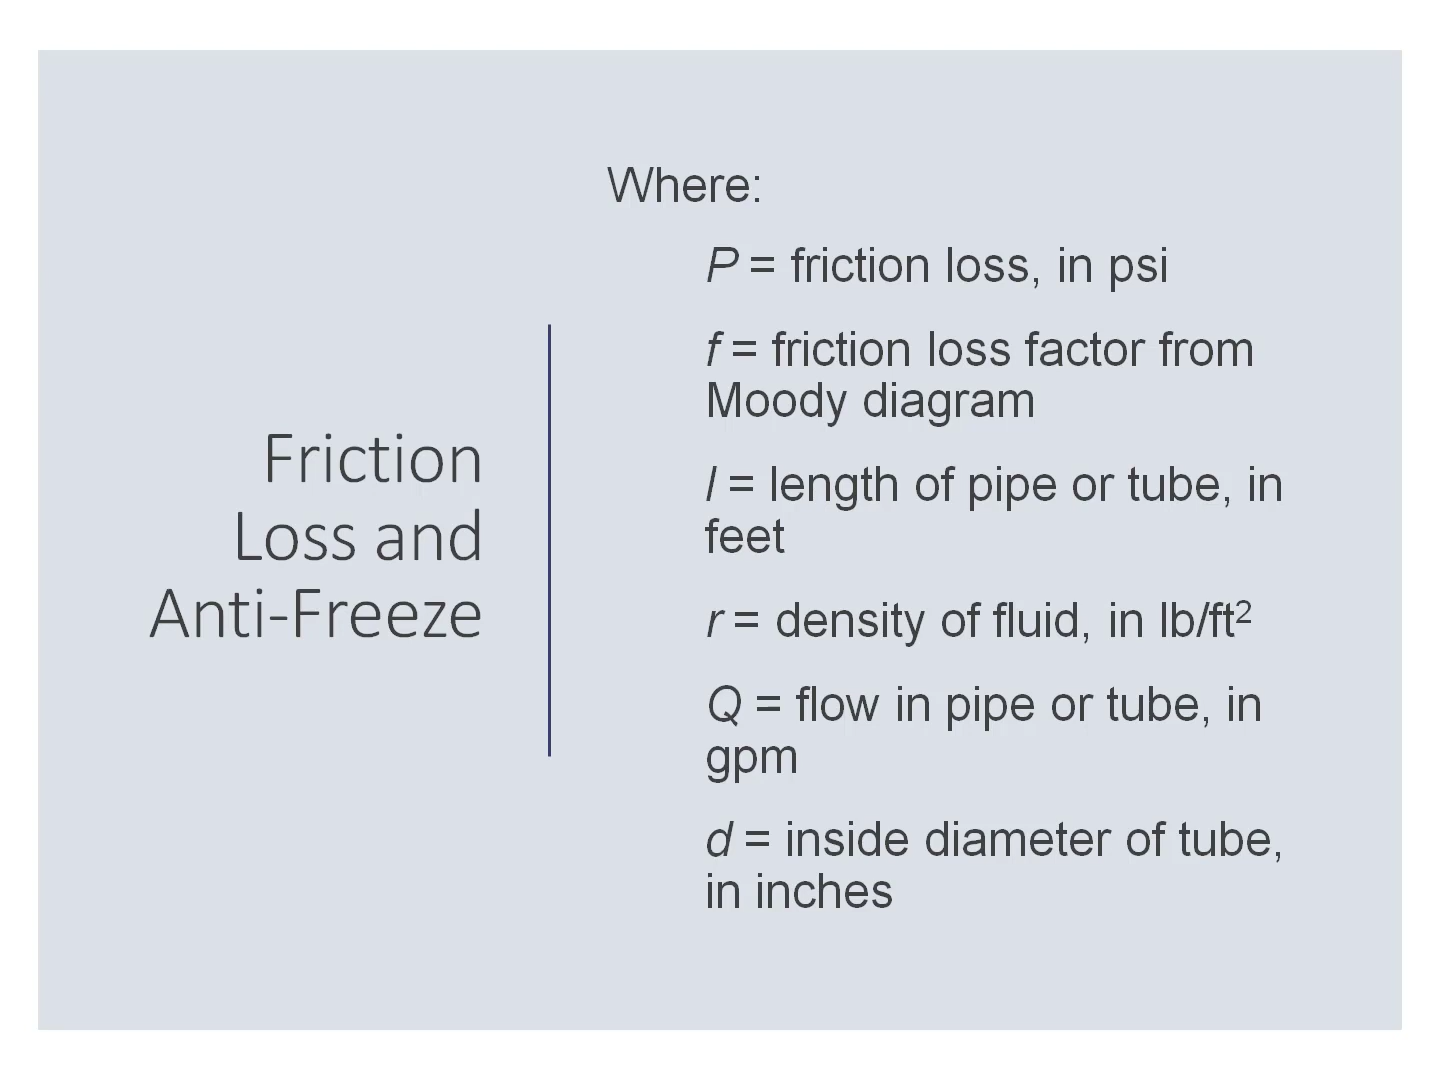 Friction
Loss and
Anti-Freeze
Where:
P = friction loss, in psi
f = friction loss factor from
Moody diagram
l = length of pipe or tube, in
feet
r = density of fluid, in lb/ft²
Q = flow in pipe or tube, in
gpm
d = inside diameter of tube,
in inches